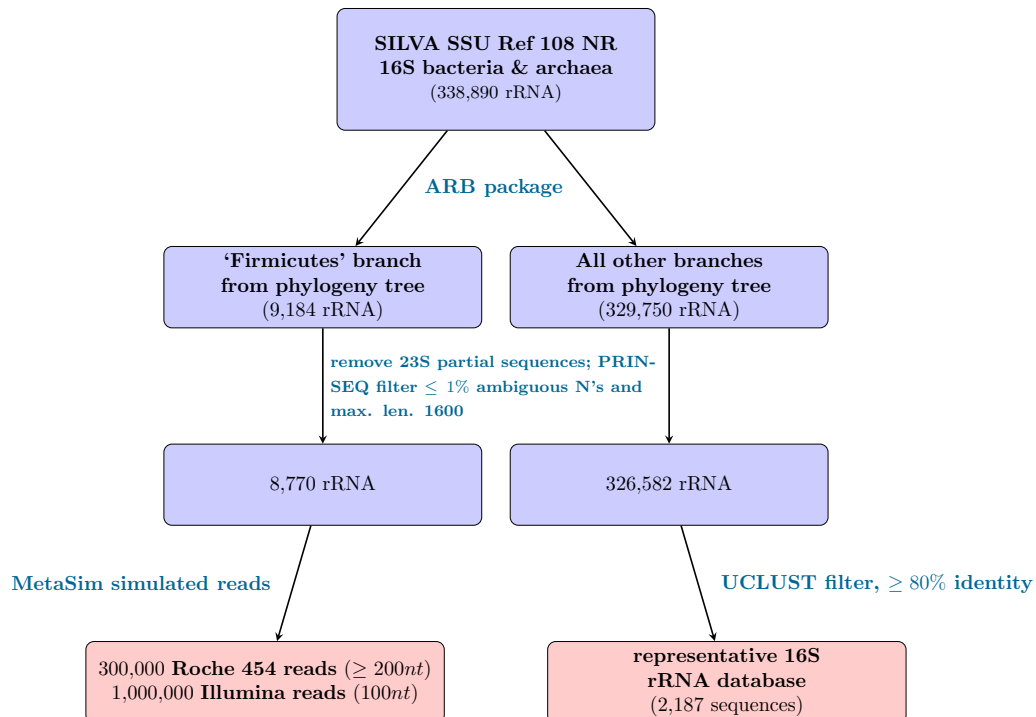 SILVA SSU Ref 108 NR
16S bacteria & archaea
(338,890 rRNA)
ARB package
‘Firmicutes’ branch
from phylogeny tree
(9,184 rRNA)
All other branches
from phylogeny tree
(329,750 rRNA)
remove 23S partial sequences; PRIN-
SEQ filter ≤ 1% ambiguous N's and
max. len. 1600
8,770 rRNA
326,582 rRNA
MetaSim simulated reads
UCLUST filter, ≥ 80% identity
300,000 Roche 454 reads (≥ 200nt)
1,000,000 Illumina reads (100nt)
representative 16S
rRNA database
(2,187 sequences)